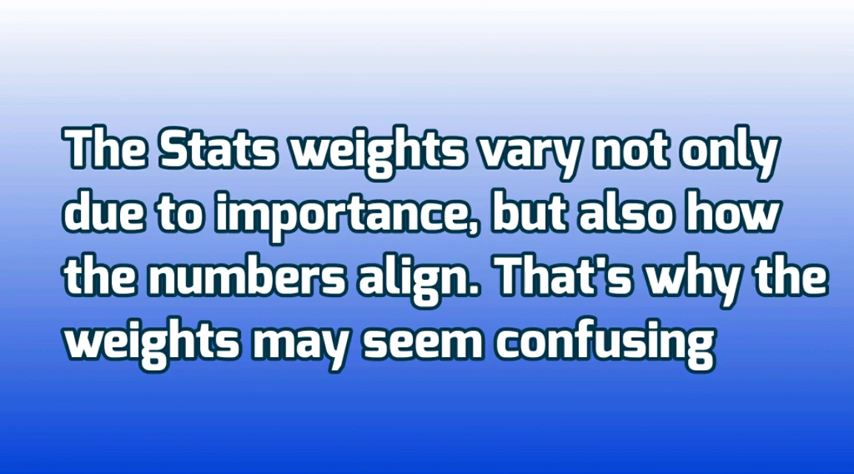 The Stats weights vary not only
due to importance, but also how
the numbers align. That's why the
weights may seem confusing